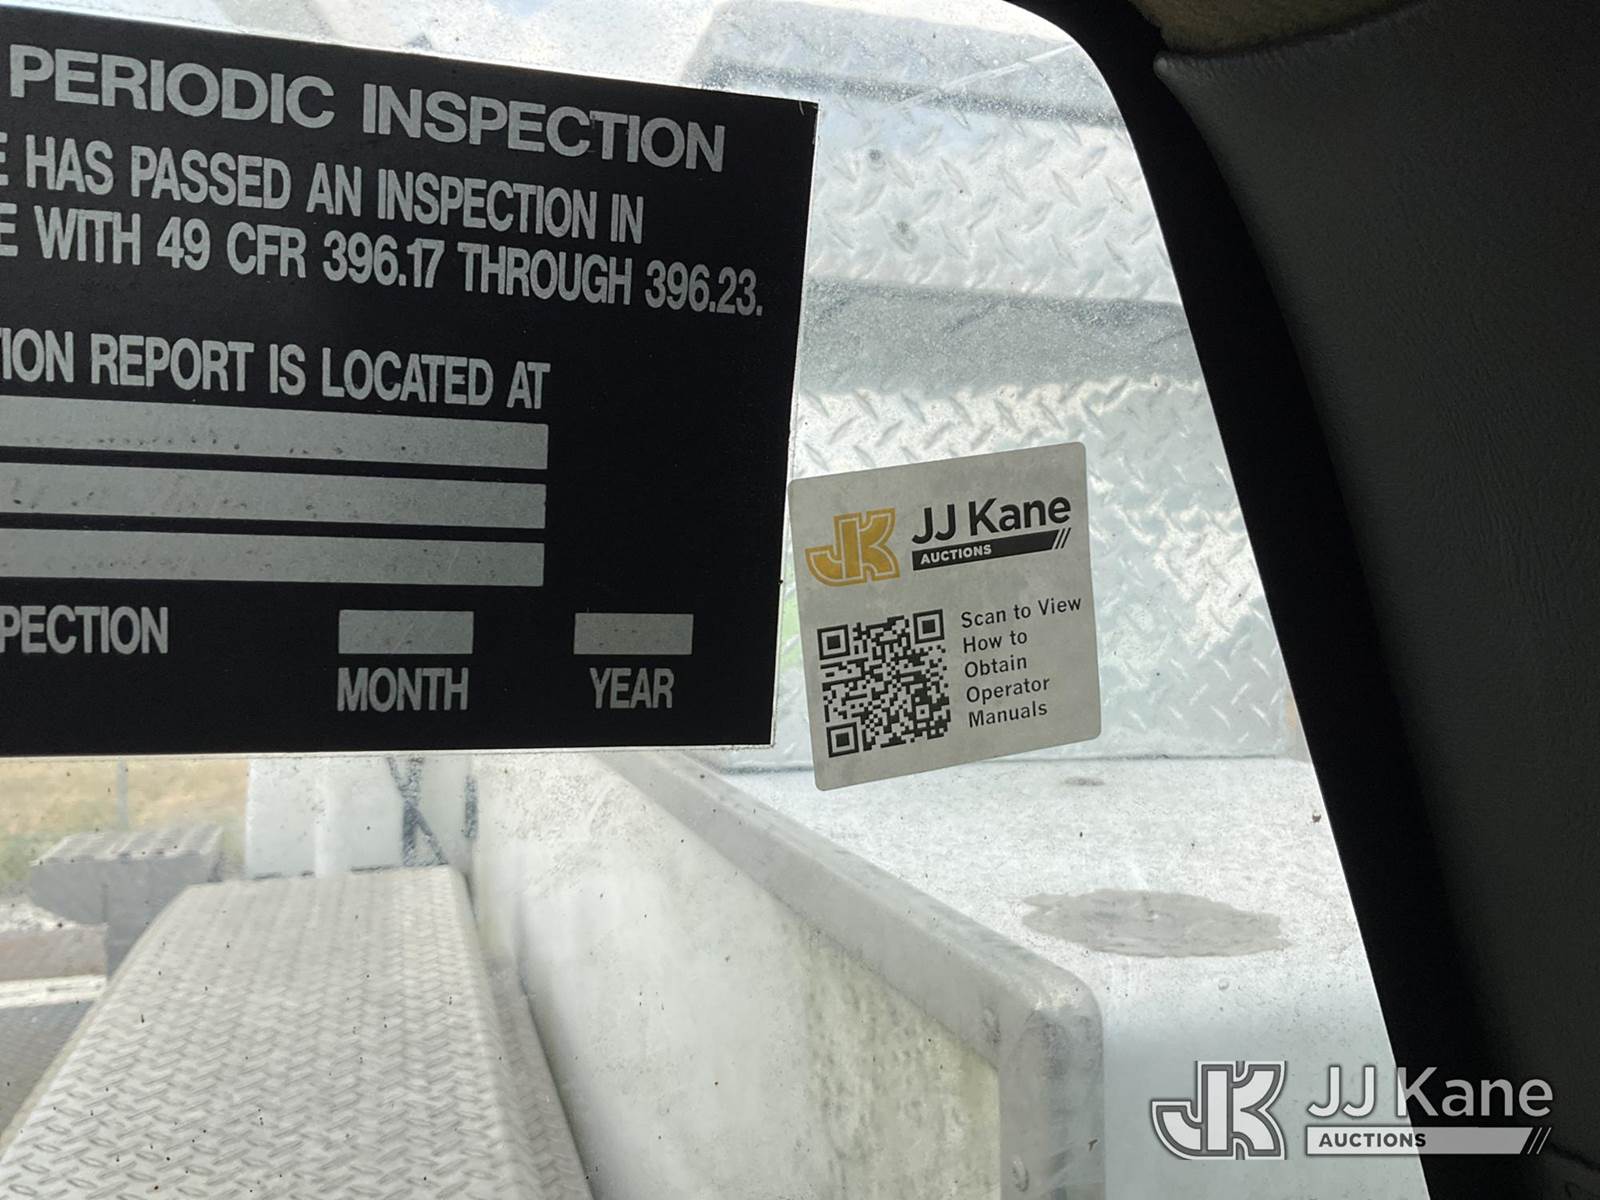 PERIODIC INSPECTION
E HAS PASSED AN INSPECTION IN
E WITH 49 CFR 396.17 THROUGH 396.23.
TION REPORT IS LOCATED AT
PECTION
MONTH
YEAR
JK JJ Kane
AUCTIONS
Scan to View
How to
Obtain
Operator
Manuals
JK JJ Kane
AUCTIONS